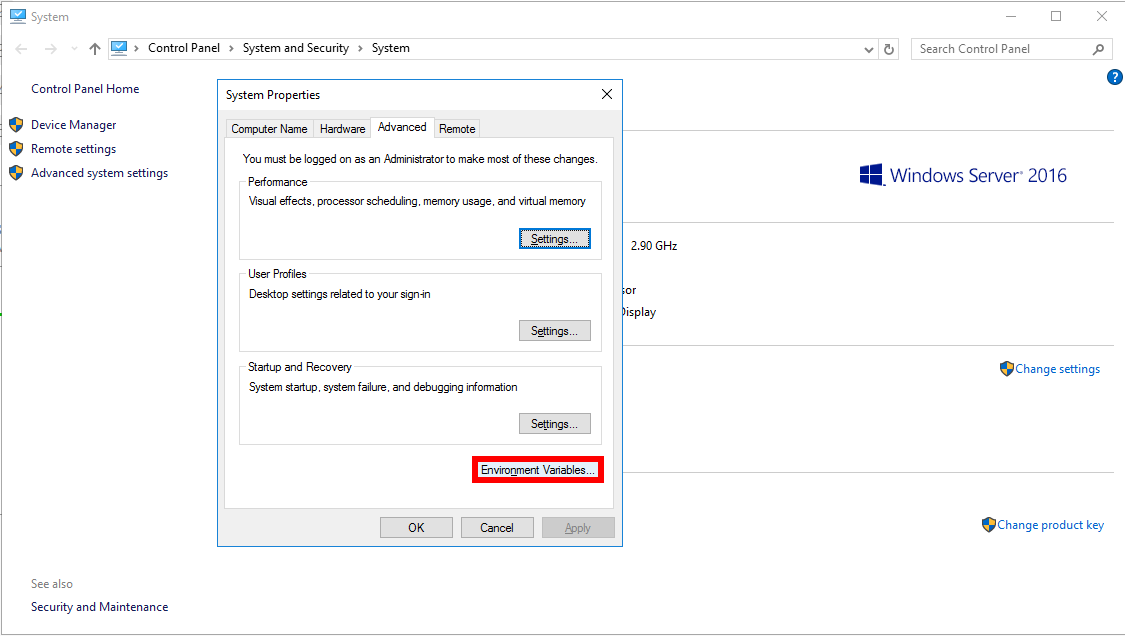 System
Control Panel > System and Security > System
Search Control Panel
?
Control Panel Home
Device Manager
Remote settings
Advanced system settings
System Properties
Computer Name Hardware Advanced Remote
You must be logged on as an Administrator to make most of these changes.
Performance
Visual effects, processor scheduling, memory usage, and virtual memory
Settings...
User Profiles
Desktop settings related to your sign-in
Settings...
Startup and Recovery
System startup, system failure, and debugging information
Settings...
Environment Variables...
OK Cancel Apply
Windows Server® 2016
2.90 GHz
sor
Display
Change settings
Change product key
See also
Security and Maintenance